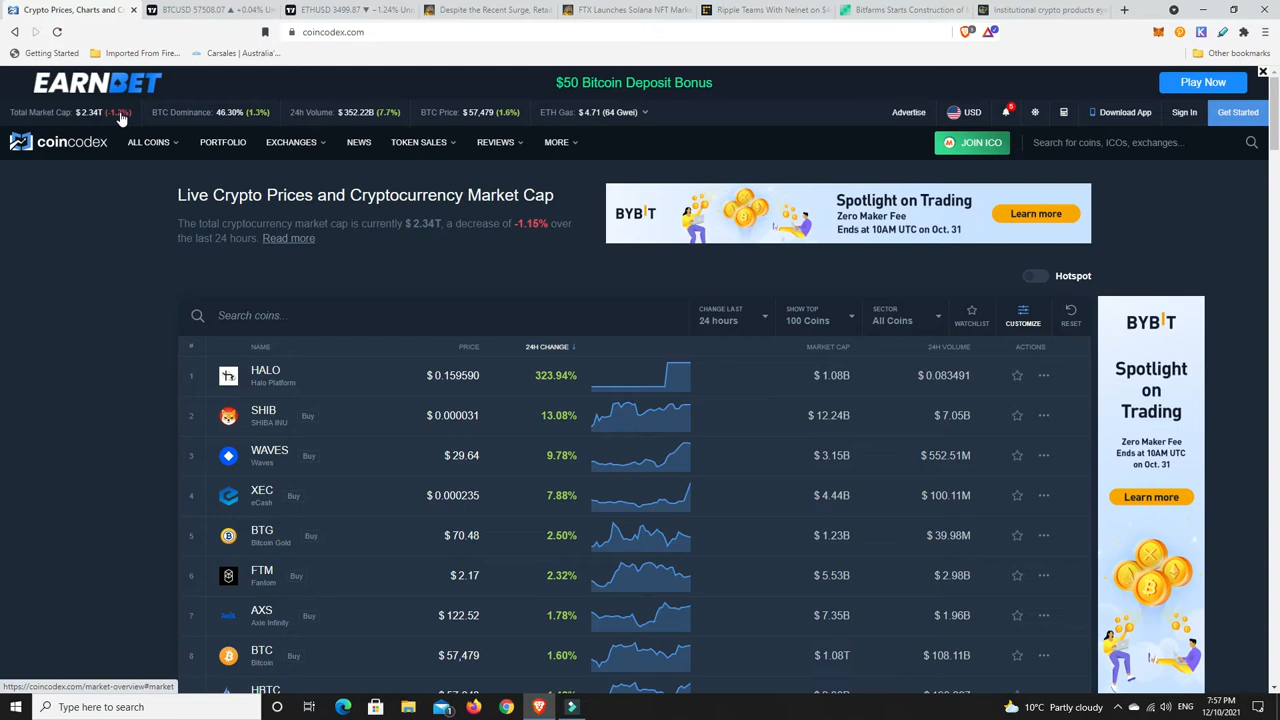 Crypto Prices, Charts and Cr
BTCUSD 57508.07 ▲ +0.04% Un
ETHUSD 3499.87 ▼ −1.24% Un
Despite the Recent Surge, Retail
FTX Launches Solana NFT Market
Ripple Teams With Nelnet on $4
Bitfarms Starts Construction of
Institutional crypto products eye
coincodex.com
Getting Started
Imported From Fire...
Carsales | Australia'...
Other bookmarks
EARNBET
$50 Bitcoin Deposit Bonus
Play Now
Total Market Cap: $ 2.34T (-1.2%)
BTC Dominance: 46.30% (1.3%)
24h Volume: $ 352.22B (7.7%)
BTC Price: $ 57,479 (1.6%)
ETH Gas: $ 4.71 (64 Gwei)
Advertise
USD
5
Download App
Sign In
Get Started
coincodex
ALL COINS
PORTFOLIO
EXCHANGES
NEWS
TOKEN SALES
REVIEWS
MORE
JOIN ICO
Search for coins, ICOs, exchanges...
Live Crypto Prices and Cryptocurrency Market Cap
The total cryptocurrency market cap is currently $ 2.34T, a decrease of -1.15% over
the last 24 hours. Read more
BYBIT
Spotlight on Trading
Zero Maker Fee
Ends at 10AM UTC on Oct. 31
Learn more
Hotspot
Search coins...
CHANGE LAST
24 hours
SHOW TOP
100 Coins
SECTOR
All Coins
WATCHLIST
CUSTOMIZE
RESET
# NAME PRICE 24H CHANGE ↓ MARKET CAP 24H VOLUME ACTIONS
1 HALO $ 0.159590 323.94% $ 1.08B $ 0.083491
Halo Platform
2 SHIB Buy $ 0.000031 13.08% $ 12.24B $ 7.05B
SHIBA INU
3 WAVES Buy $ 29.64 9.78% $ 3.15B $ 552.51M
Waves
4 XEC Buy $ 0.000235 7.88% $ 4.44B $ 100.11M
eCash
5 BTG Buy $ 70.48 2.50% $ 1.23B $ 39.98M
Bitcoin Gold
6 FTM Buy $ 2.17 2.32% $ 5.53B $ 2.98B
Fantom
7 AXS Buy $ 122.52 1.78% $ 7.35B $ 1.96B
Axie Infinity
8 BTC Buy $ 57,479 1.60% $ 1.08T $ 108.11B
Bitcoin
HBTC
BYBIT
Spotlight
on
Trading
Zero Maker Fee
Ends at 10AM UTC
on Oct. 31
Learn more
https://coincodex.com/market-overview#market
Type here to search
10°C Partly cloudy
ENG
7:57 PM
12/10/2021